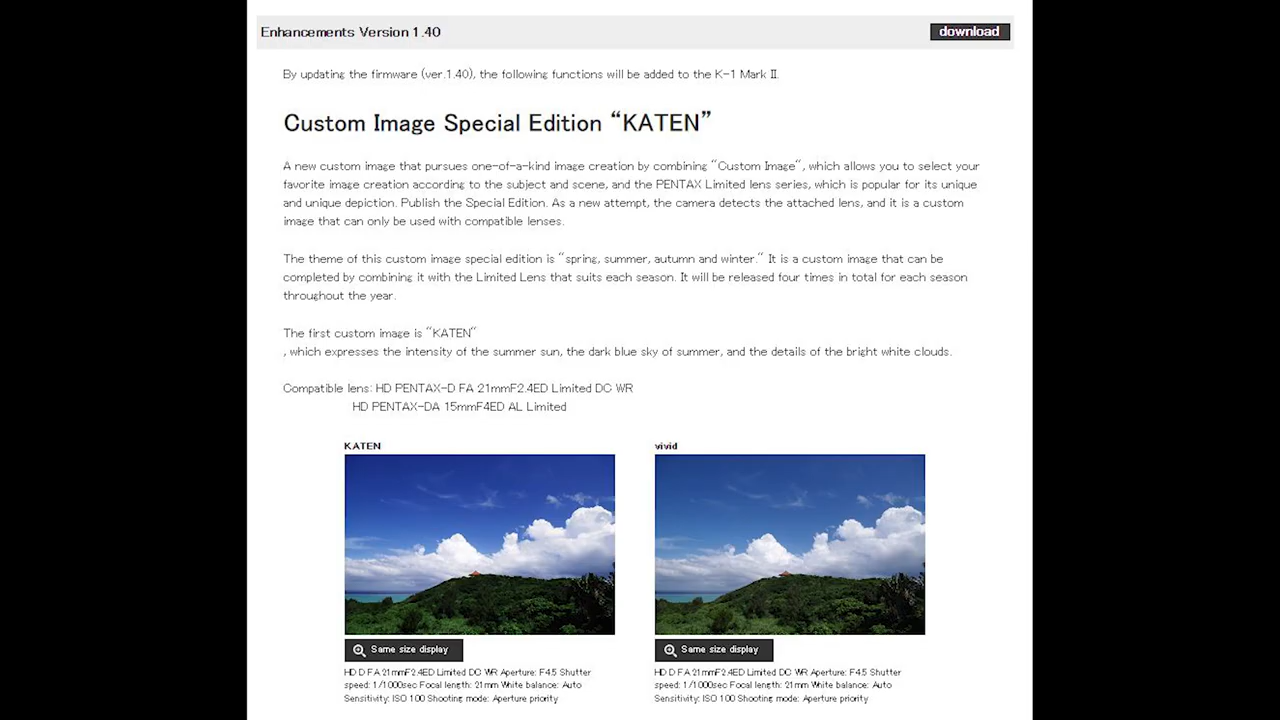 Enhancements Version 1.40
download
By updating the firmware (ver.1.40), the following functions will be added to the K-1 Mark II.
Custom Image Special Edition “KATEN”
A new custom image that pursues one-of-a-kind image creation by combining "Custom Image", which allows you to select your
favorite image creation according to the subject and scene, and the PENTAX Limited lens series, which is popular for its unique
and unique depiction. Publish the Special Edition. As a new attempt, the camera detects the attached lens, and it is a custom
image that can only be used with compatible lenses.
The theme of this custom image special edition is "spring, summer, autumn and winter." It is a custom image that can be
completed by combining it with the Limited Lens that suits each season. It will be released four times in total for each season
throughout the year.
The first custom image is "KATEN"
, which expresses the intensity of the summer sun, the dark blue sky of summer, and the details of the bright white clouds.
Compatible lens: HD PENTAX-D FA 21mmF2.4ED Limited DC WR
HD PENTAX-DA 15mmF4ED AL Limited
KATEN
vivid
Same size display
Same size display
HD D FA 21mmF2.4ED Limited DC WR Aperture: F4.5 Shutter
speed: 1/1000sec Focal length: 21mm White balance: Auto
Sensitivity: ISO 100 Shooting mode: Aperture priority
HD D FA 21mmF2.4ED Limited DC WR Aperture: F4.5 Shutter
speed: 1/1000sec Focal length: 21mm White balance: Auto
Sensitivity: ISO 100 Shooting mode: Aperture priority